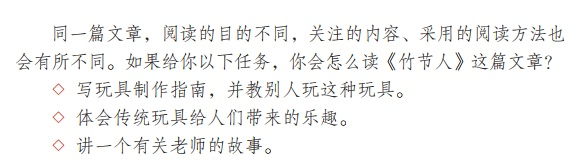 同一篇文章，阅读的目的不同，关注的内容、采用的阅读方法也
会有所不同。如果给你以下任务，你会怎么读《竹节人》这篇文章？
◇ 写玩具制作指南，并教别人玩这种玩具。
◇ 体会传统玩具给人们带来的乐趣。
◇ 讲一个有关老师的故事。